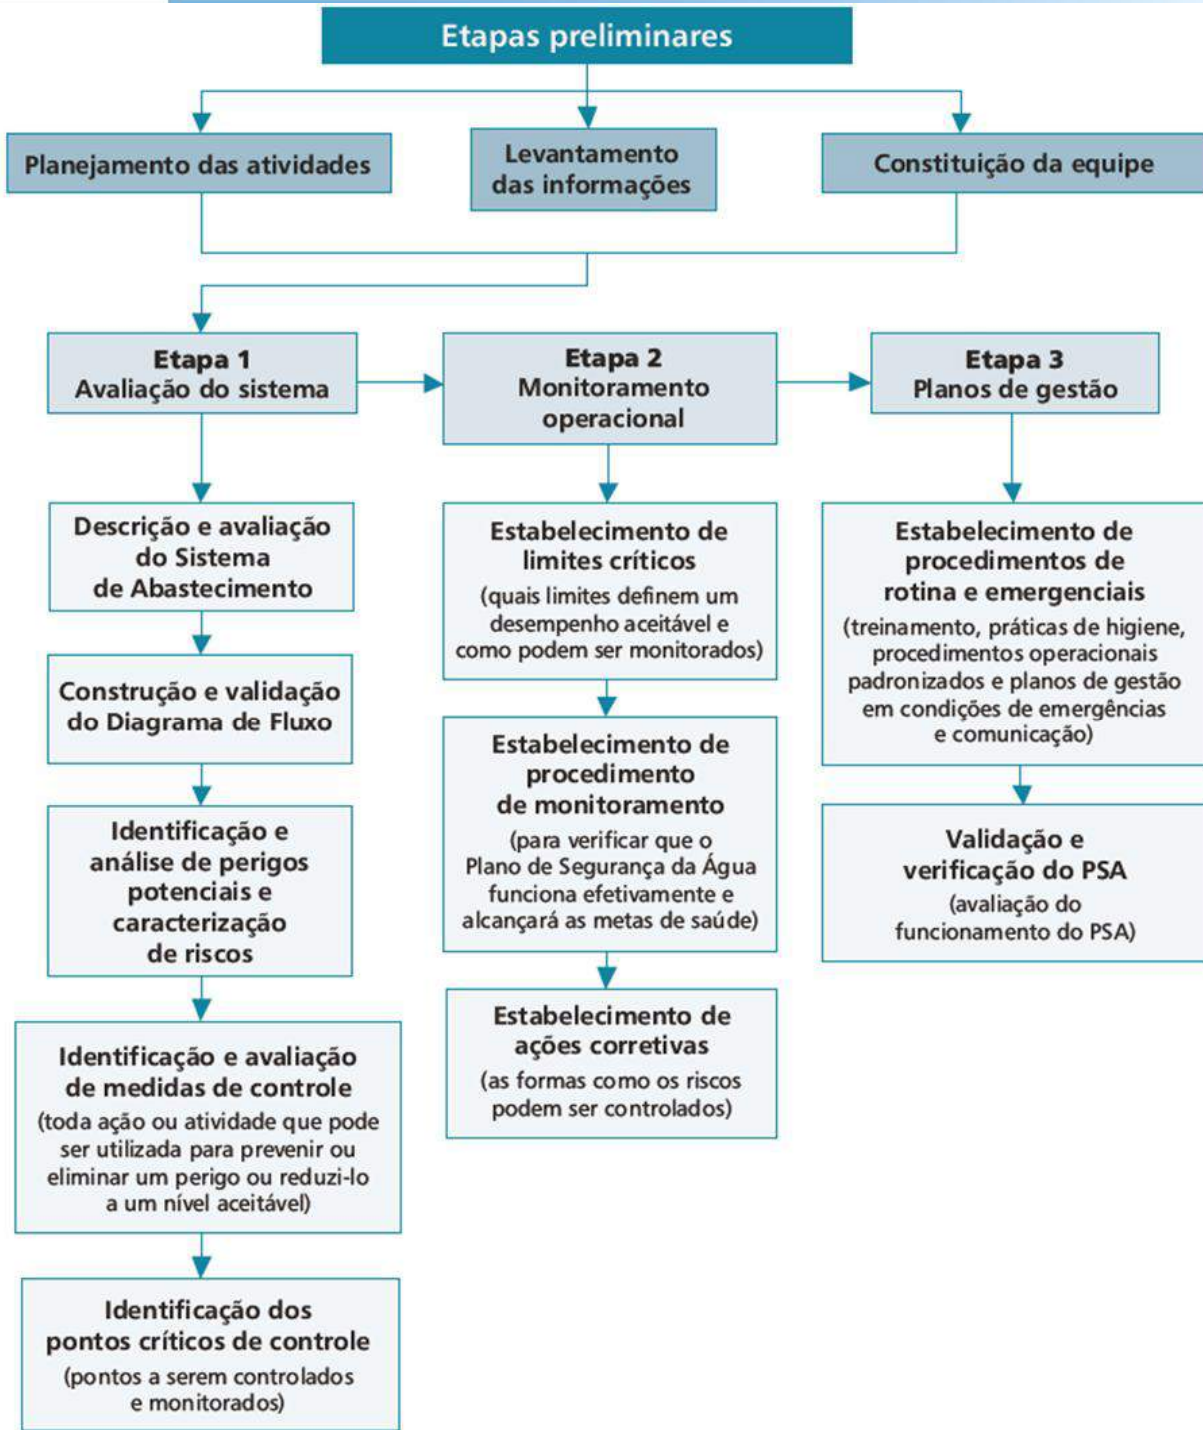 Etapas preliminares
Planejamento das atividades
Levantamento
das informações
Constituição da equipe
Etapa 1
Avaliação do sistema
Etapa 2
Monitoramento
operacional
Etapa 3
Planos de gestão
Descrição e avaliação
do Sistema
de Abastecimento
Construção e validação
do Diagrama de Fluxo
Identificação e
análise de perigos
potenciais e
caracterização
de riscos
Identificação e avaliação
de medidas de controle
(toda ação ou atividade que pode
ser utilizada para prevenir ou
eliminar um perigo ou reduzi-lo
a um nível aceitável)
Identificação dos
pontos críticos de controle
(pontos a serem controlados
e monitorados)
Estabelecimento de
limites críticos
(quais limites definem um
desempenho aceitável e
como podem ser monitorados)
Estabelecimento de
procedimento
de monitoramento
(para verificar que o
Plano de Segurança da Água
funciona efetivamente e
alcançará as metas de saúde)
Estabelecimento de
ações corretivas
(as formas como os riscos
podem ser controlados)
Estabelecimento de
procedimentos de
rotina e emergenciais
(treinamento, práticas de higiene,
procedimentos operacionais
padronizados e planos de gestão
em condições de emergências
e comunicação)
Validação e
verificação do PSA
(avaliação do
funcionamento do PSA)